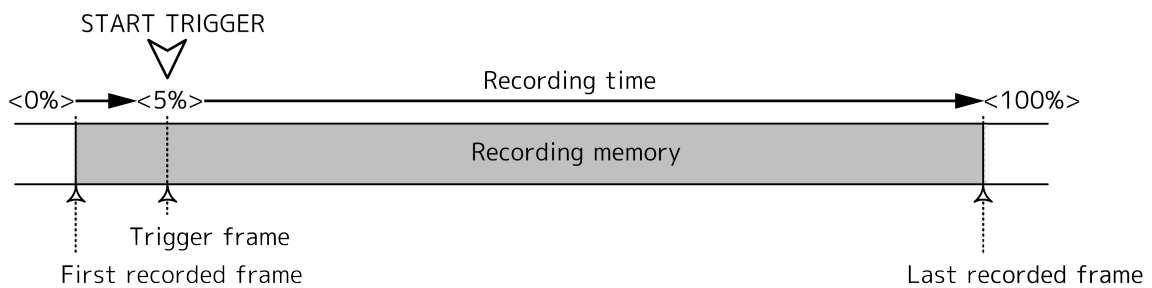 START TRIGGER
Recording time
<0%>
<5%>
<100%>
Recording memory
Trigger frame
First recorded frame
Last recorded frame